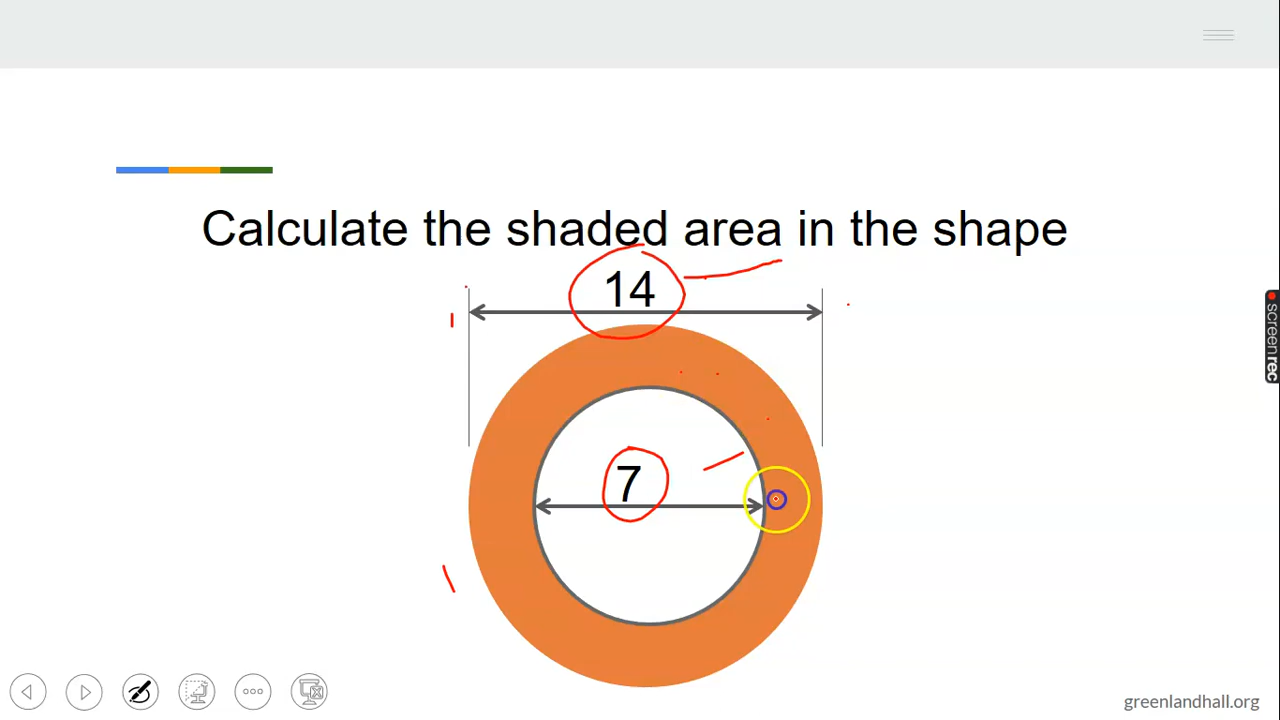 Calculate the shaded area in the shape
14
7
screenrec
greenlandhall.org